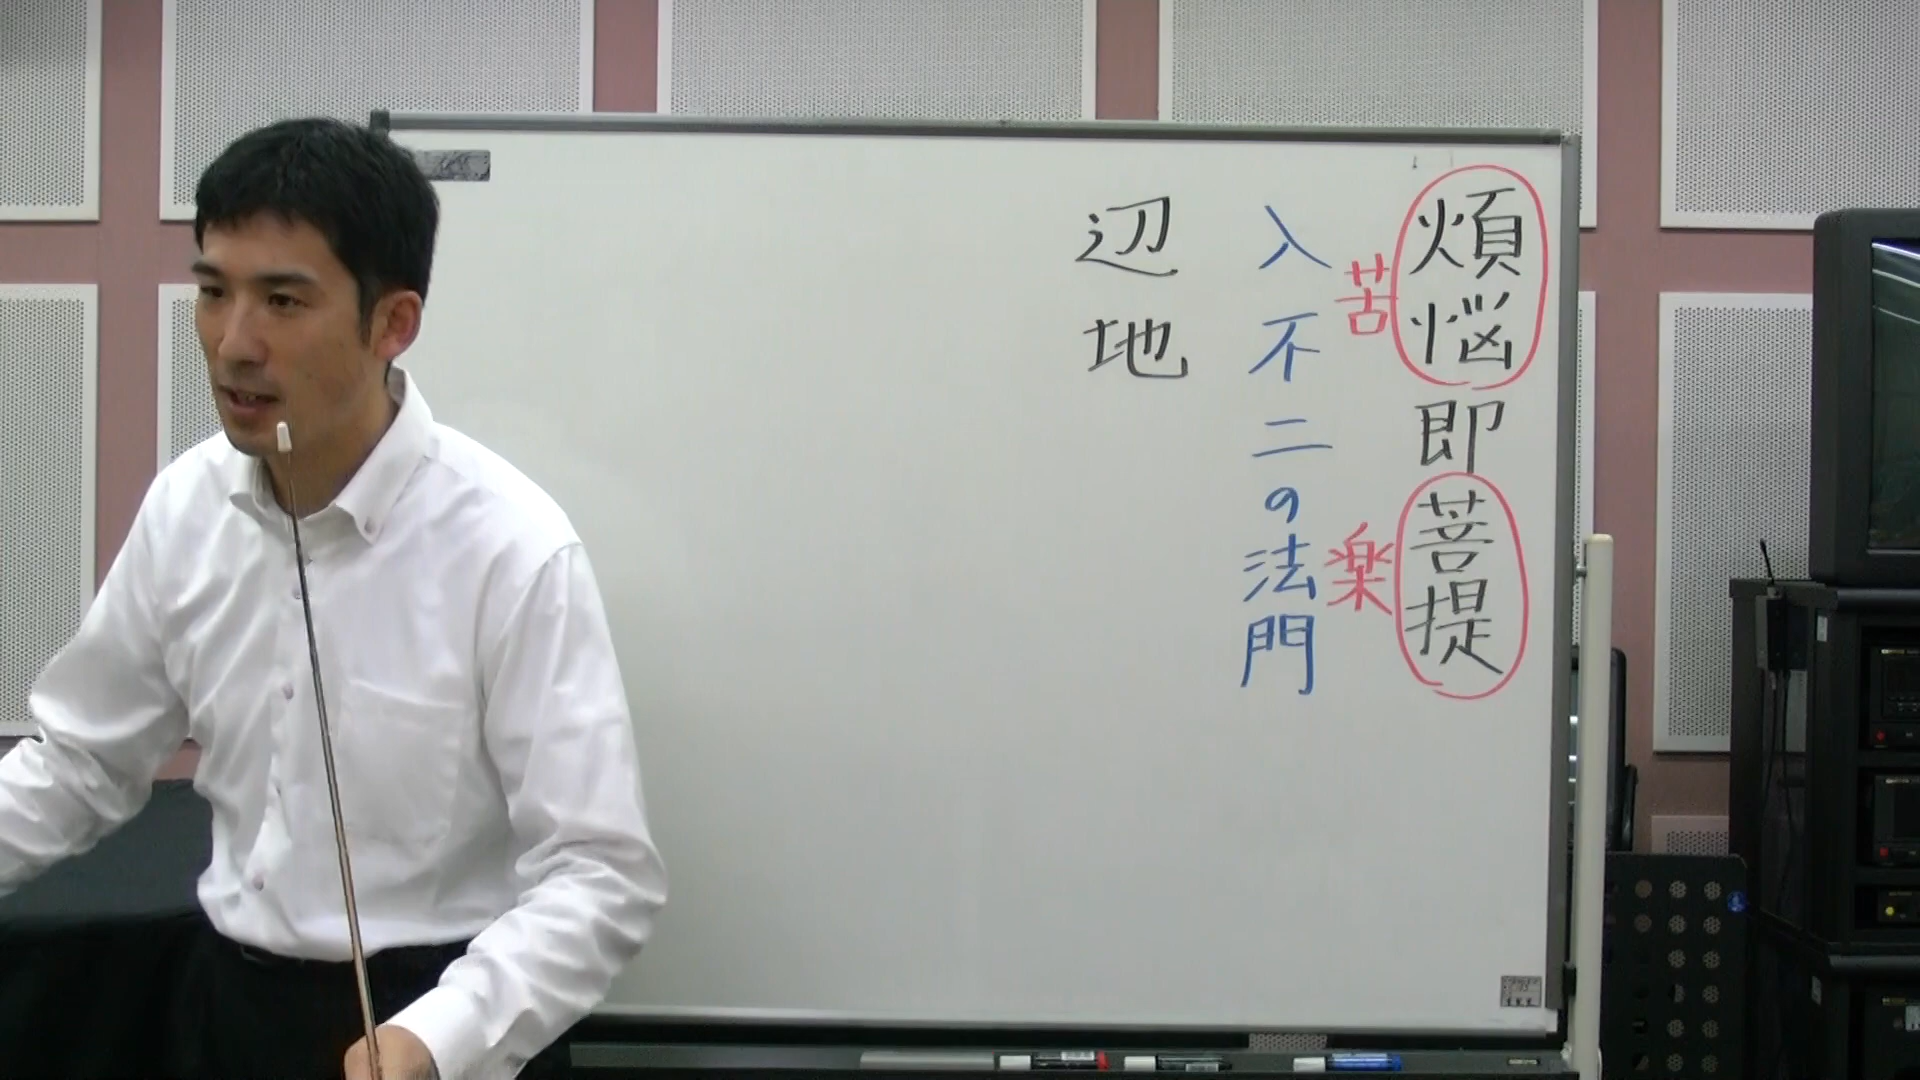 煩悩即菩提
苦
楽
入不二の法門
辺地